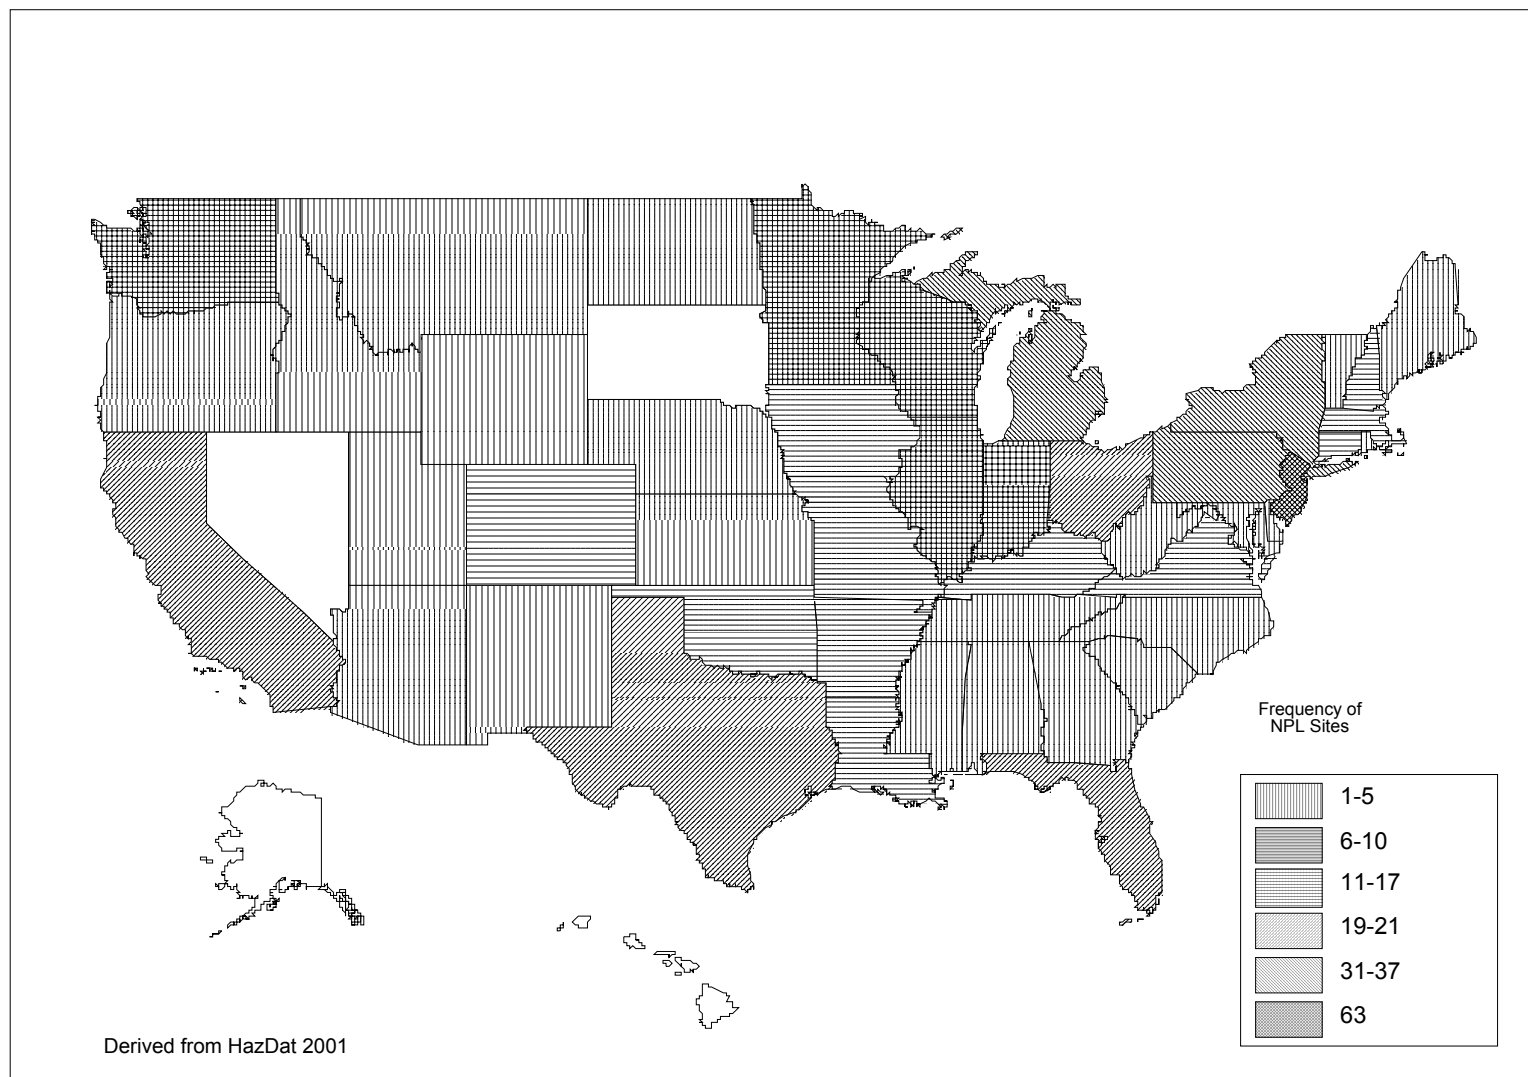 Frequency of
NPL Sites
1-5
6-10
11-17
19-21
31-37
63
Derived from HazDat 2001